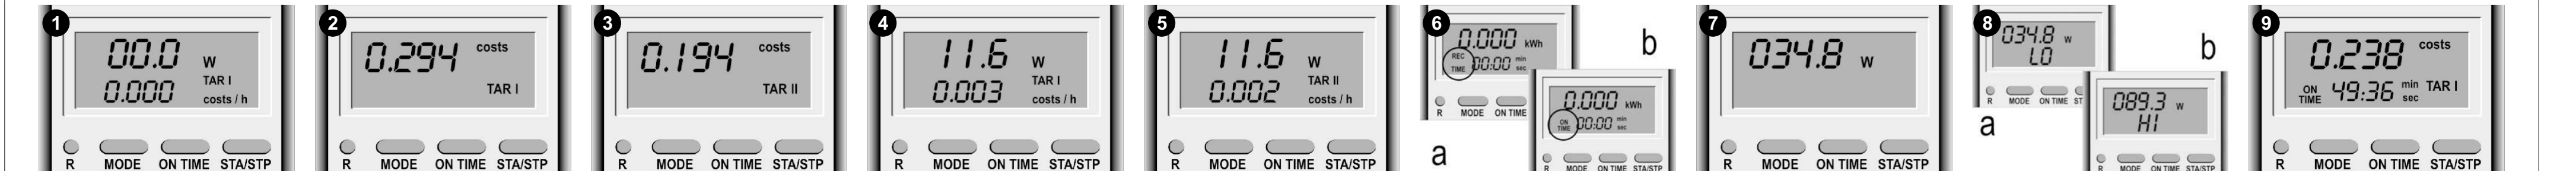 1
00.0 W
TAR I
0.000 costs / h
R MODE ON TIME STA/STP
2
0.294 costs
TAR I
R MODE ON TIME STA/STP
3
0.194 costs
TAR II
R MODE ON TIME STA/STP
4
11.6 W
TAR I
0.003 costs / h
R MODE ON TIME STA/STP
5
11.6 W
TAR II
0.002 costs / h
R MODE ON TIME STA/STP
6
0.000 kWh
REC TIME 00:00 min sec
R MODE ON TIME
a
b
0.000 kWh
ON TIME 00:00 min sec
R MODE ON TIME STA/STP
7
034.8 W
R MODE ON TIME STA/STP
8
034.8 W
LO
R MODE ON TIME ST
a
b
089.3 W
HI
R MODE ON TIME STA/STP
9
0.238 costs
ON TIME 49:36 min sec TAR I
R MODE ON TIME STA/STP